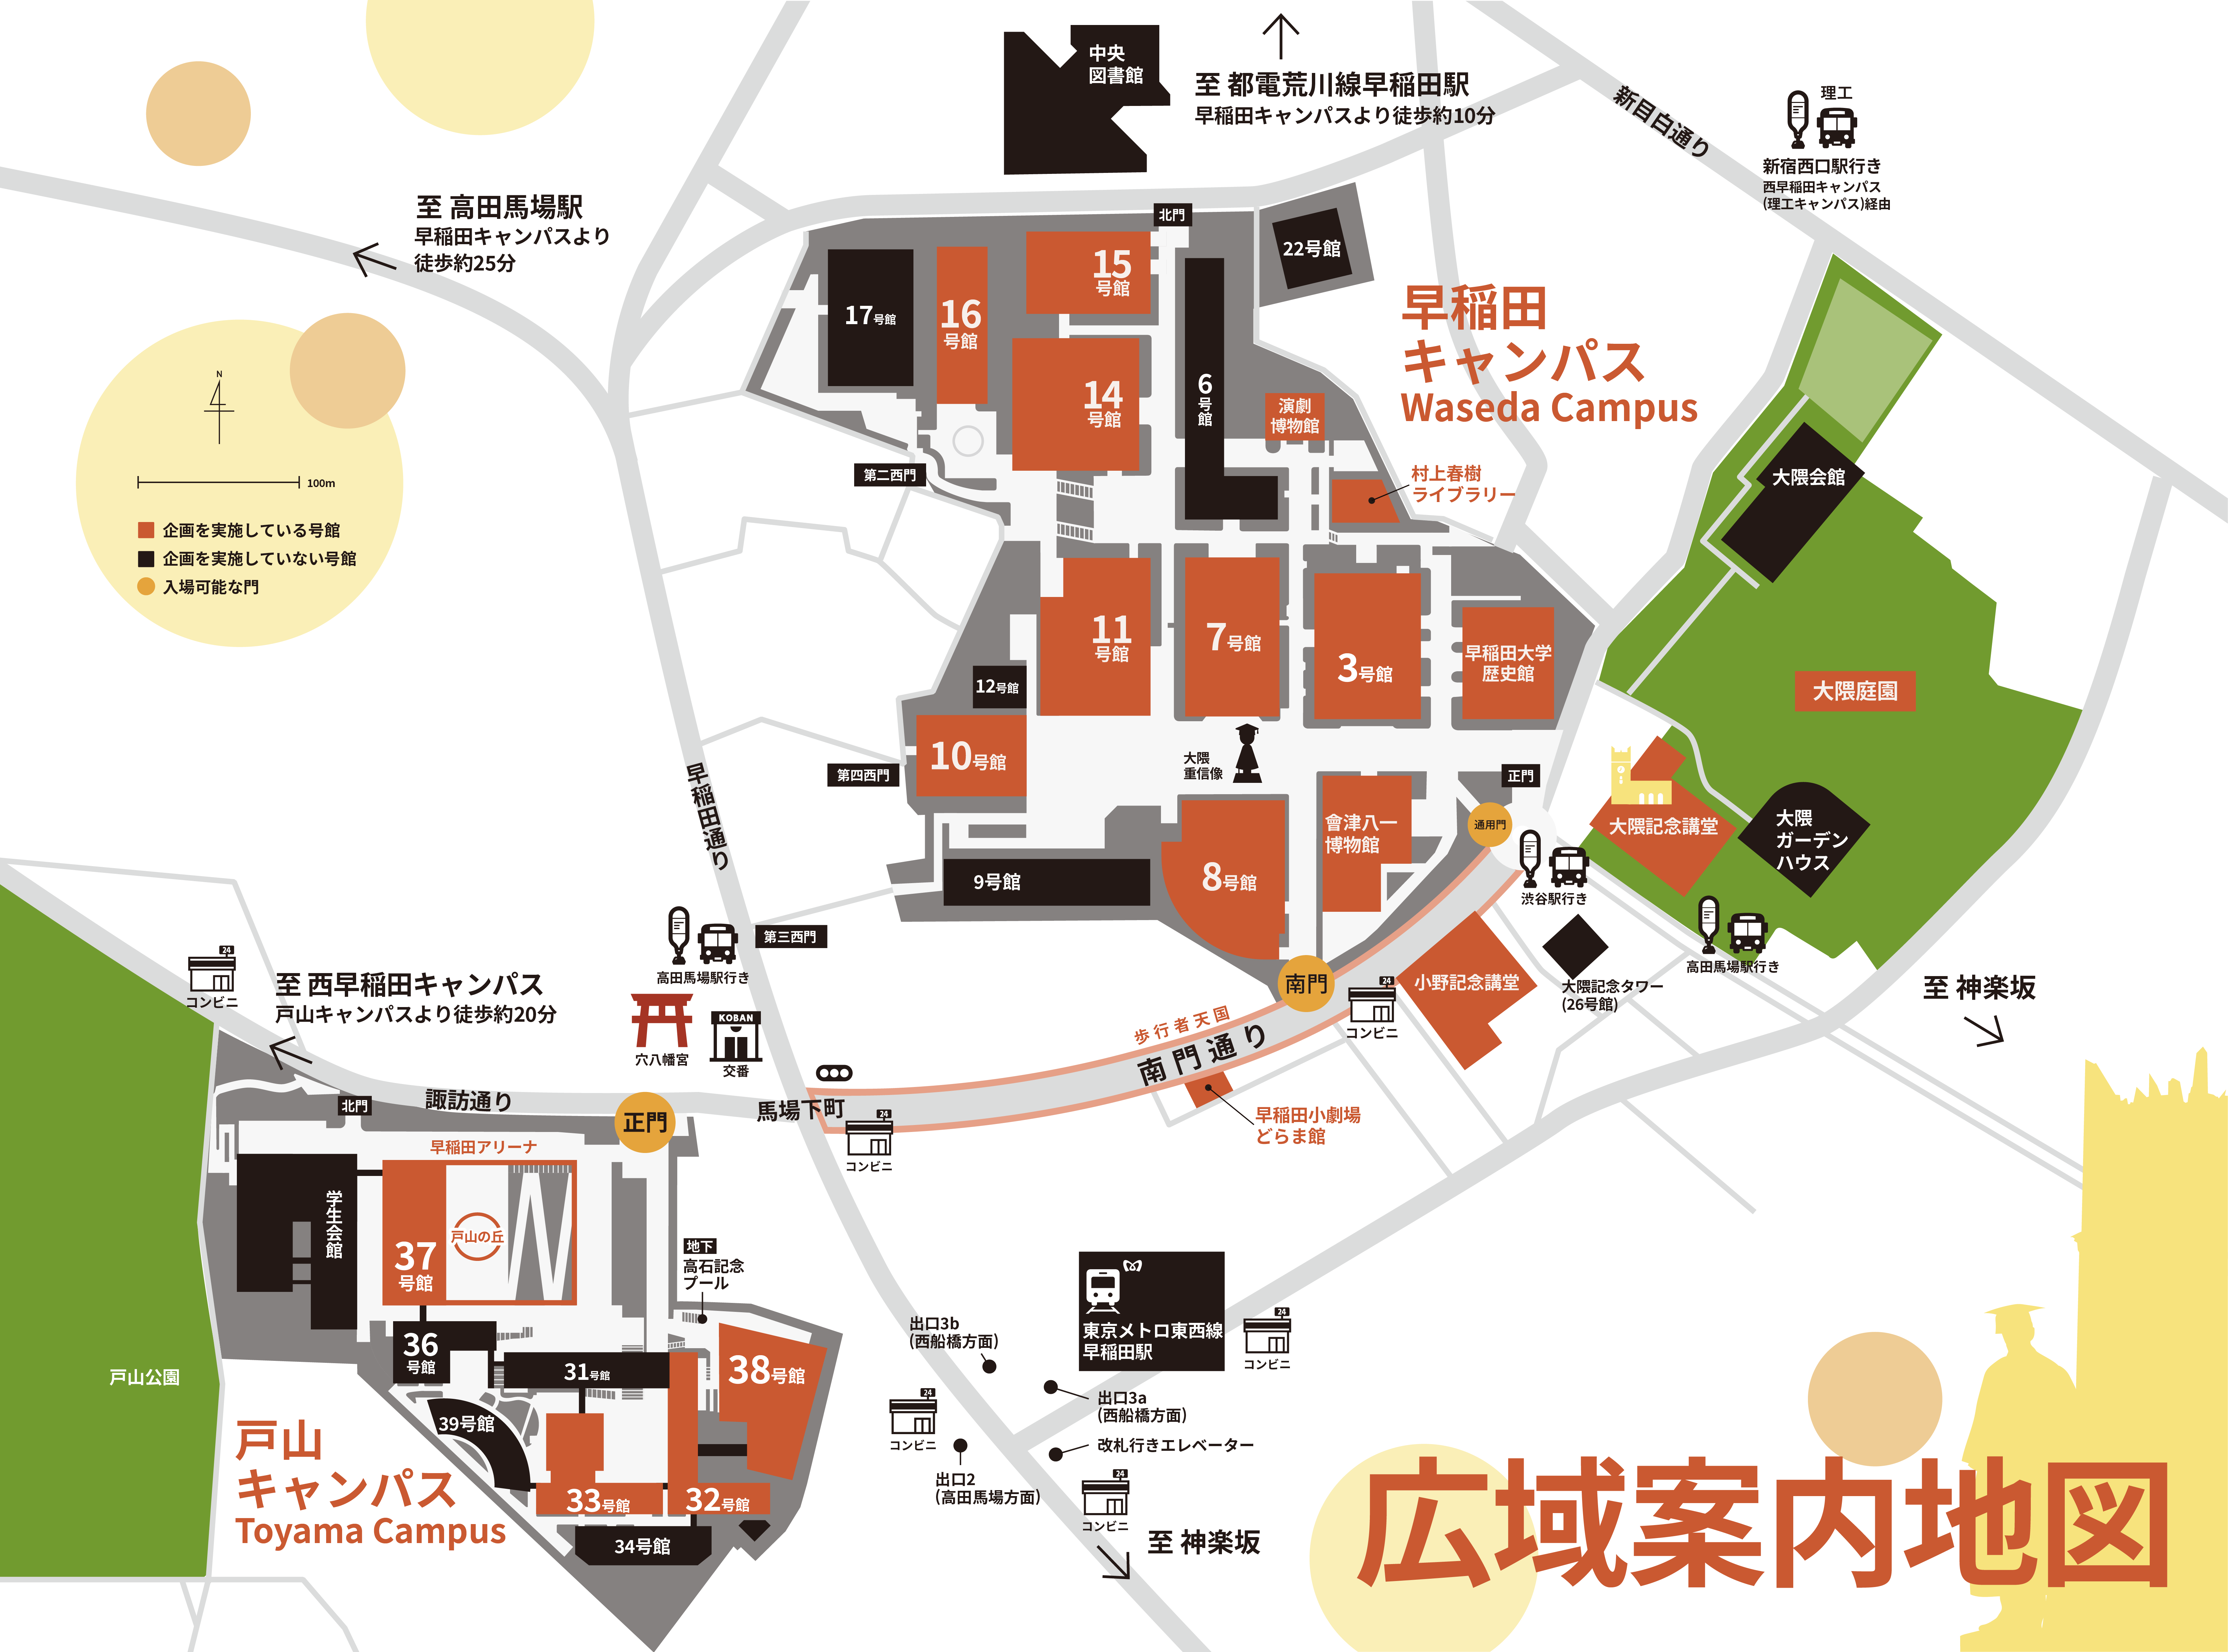 中央
図書館
至 都電荒川線早稲田駅
早稲田キャンパスより徒歩約10分
新目白通り
理工
新宿西口駅行き
西早稲田キャンパス
(理工キャンパス)経由
至 高田馬場駅
早稲田キャンパスより
徒歩約25分
N
100m
企画を実施している号館
企画を実施していない号館
入場可能な門
北門
22号館
17号館
16
号館
15
号館
14
号館
6
号
館
演劇
博物館
早稲田
キャンパス
Waseda Campus
村上春樹
ライブラリー
第二西門
大隈会館
11
号館
7号館
3号館
早稲田大学
歴史館
12号館
10号館
第四西門
大隈
重信像
大隈庭園
正門
通用門
會津八一
博物館
8号館
9号館
大隈記念講堂
大隈
ガーデン
ハウス
渋谷駅行き
高田馬場駅行き
大隈記念タワー
(26号館)
小野記念講堂
南門
24
コンビニ
早稲田通り
第三西門
高田馬場駅行き
穴八幡宮
KOBAN
交番
24
コンビニ
至 西早稲田キャンパス
戸山キャンパスより徒歩約20分
至 神楽坂
歩行者天国
南門通り
早稲田小劇場
どらま館
馬場下町
24
コンビニ
諏訪通り
正門
北門
早稲田アリーナ
学生会館
37
号館
戸山の丘
W
地下
高石記念
プール
36
号館
31号館
38号館
39号館
33号館
32号館
34号館
戸山公園
戸山
キャンパス
Toyama Campus
出口3b
(西船橋方面)
東京メトロ東西線
早稲田駅
24
コンビニ
出口3a
(西船橋方面)
24
コンビニ
改札行きエレベーター
出口2
(高田馬場方面)
24
コンビニ
至 神楽坂
広域案内地図